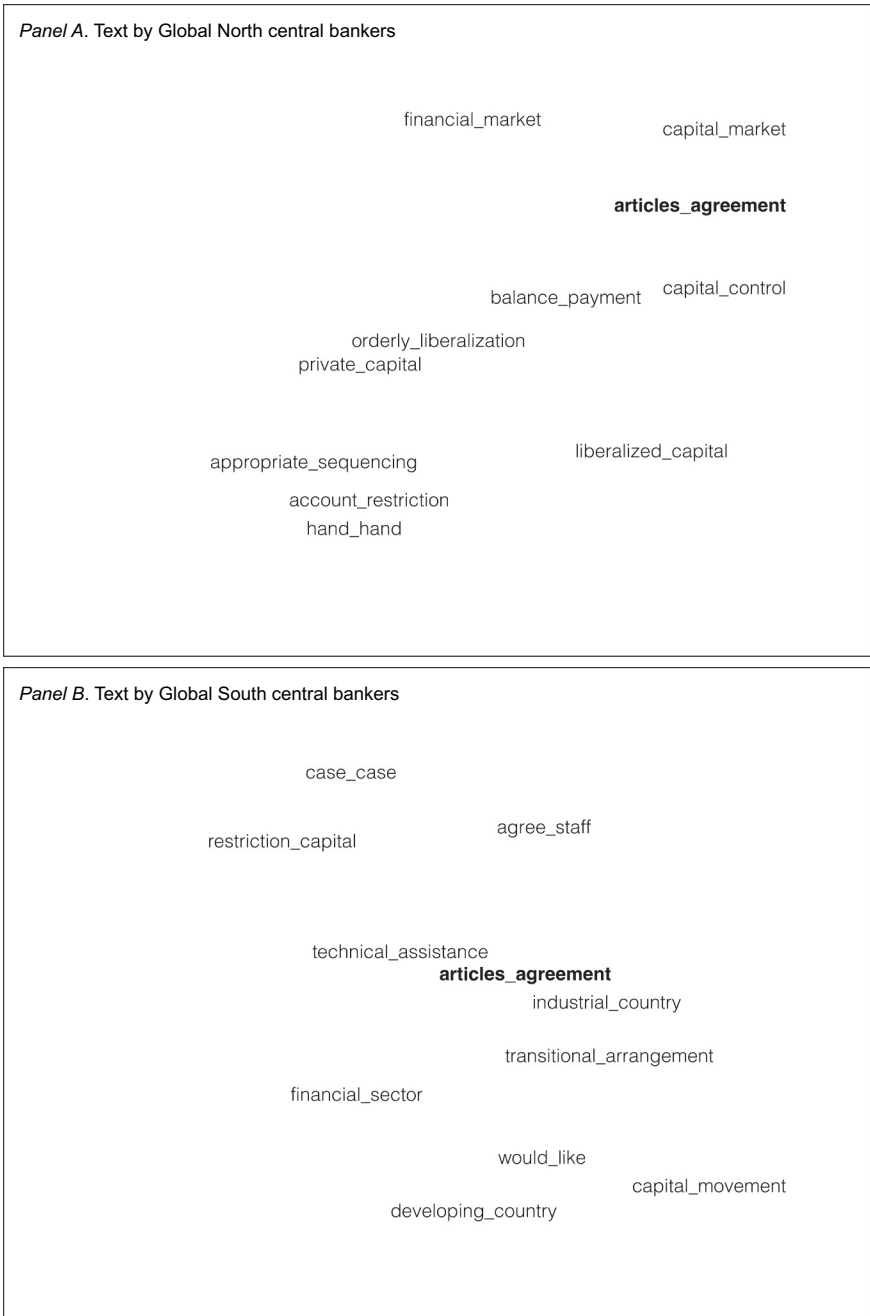 Panel A. Text by Global North central bankers
financial_market
capital_market
articles_agreement
capital_control
balance_payment
orderly_liberalization
private_capital
liberalized_capital
appropriate_sequencing
account_restriction
hand_hand
Panel B. Text by Global South central bankers
case_case
agree_staff
restriction_capital
technical_assistance
articles_agreement
industrial_country
transitional_arrangement
financial_sector
would_like
capital_movement
developing_country